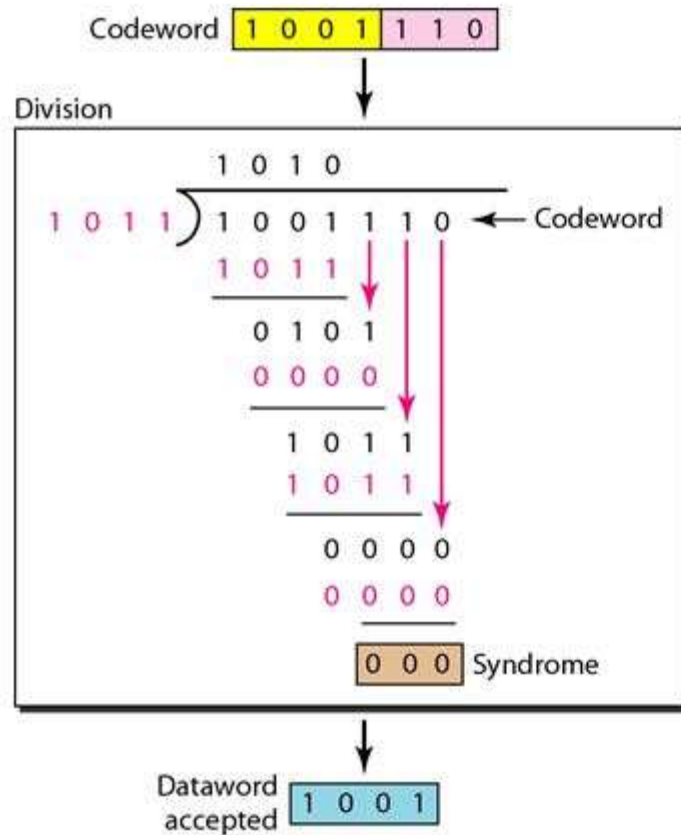 Codeword 1 0 0 1 1 1 0
Division
1 0 1 0
1 0 1 1 1 0 0 1 1 1 0 Codeword
1 0 1 1
0 1 0 1
0 0 0 0
1 0 1 1
1 0 1 1
0 0 0 0
0 0 0 0
0 0 0 Syndrome
Dataword
accepted 1 0 0 1